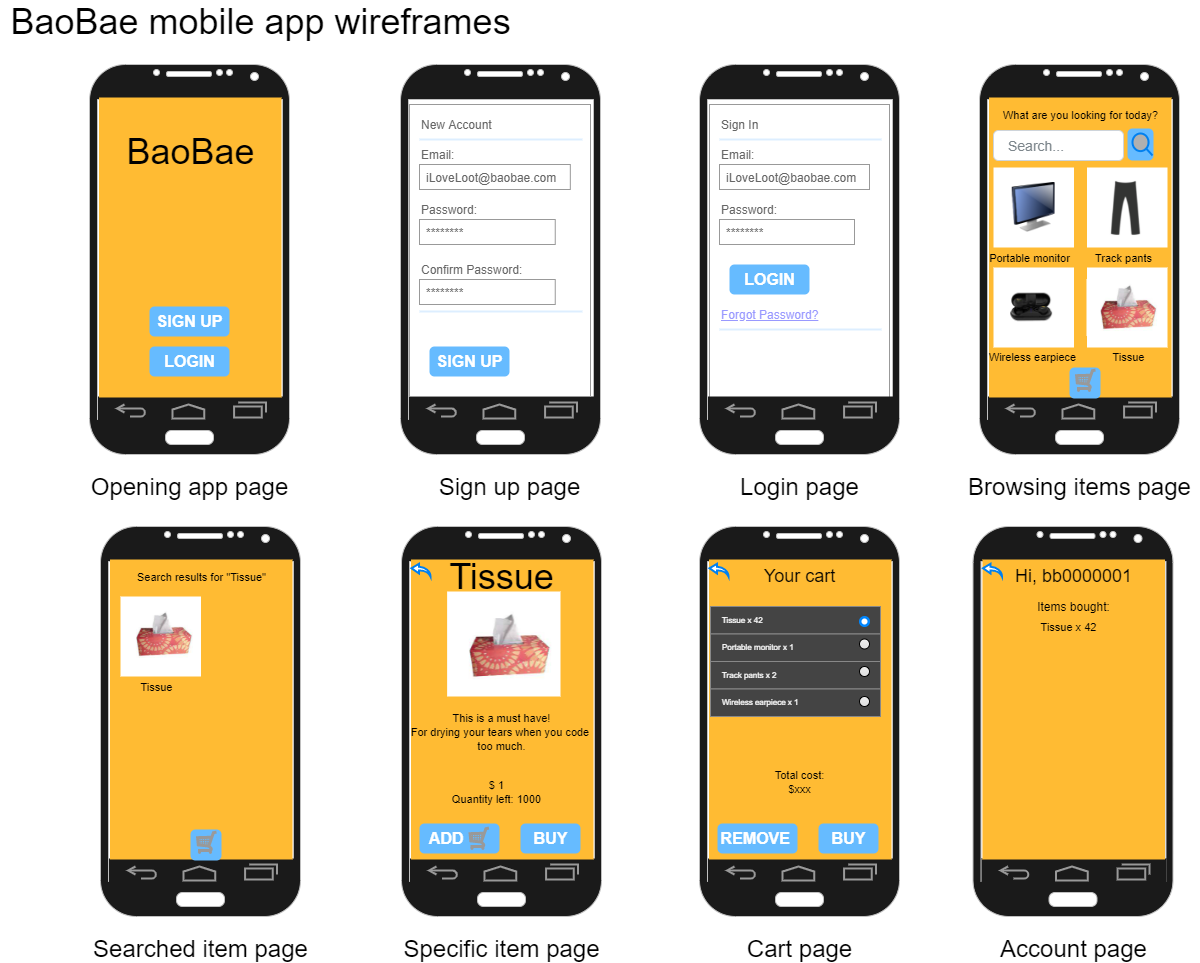 BaoBae mobile app wireframes
BaoBae
SIGN UP
LOGIN
Opening app page
New Account
Email:
iLoveLoot@baobae.com
Password:
********
Confirm Password:
********
SIGN UP
Sign up page
Sign In
Email:
iLoveLoot@baobae.com
Password:
********
LOGIN
Forgot Password?
Login page
What are you looking for today?
Search...
Portable monitor
Track pants
Wireless earpiece
Tissue
Browsing items page
Search results for "Tissue"
Tissue
Searched item page
Tissue
This is a must have!
For drying your tears when you code
too much.
$ 1
Quantity left: 1000
ADD
BUY
Specific item page
Your cart
Tissue x 42
Portable monitor x 1
Track pants x 2
Wireless earpiece x 1
Total cost:
$xxx
REMOVE
BUY
Cart page
Hi, bb0000001
Items bought:
Tissue x 42
Account page